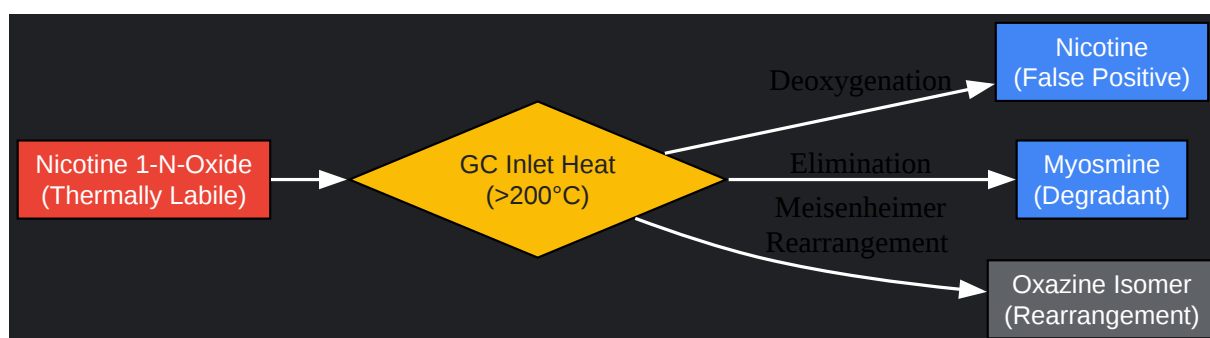 Nicotine 1-N-Oxide
(Thermally Labile)
GC Inlet Heat
(>200°C)
Deoxygenation
Elimination
Meisenheimer
Rearrangement
Nicotine
(False Positive)
Myosmine
(Degradant)
Oxazine Isomer
(Rearrangement)